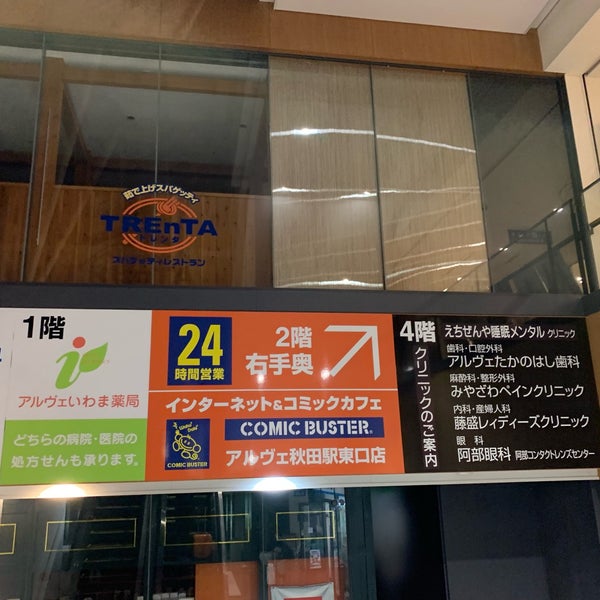 茹で上げスパゲッティ
TREnTA
トレンタ
スパゲッティレストラン
1階
アルヴェいわま薬局
どちらの病院・医院の
処方せんも承ります。
24
時間営業
2階
右手奥
インターネット&コミックカフェ
COMIC BUSTER
COMIC BUSTER.
アルヴェ秋田駅東口店
4階
クリニックのご案内
えちぜんや睡眠メンタル クリニック
歯科・口腔外科
アルヴェたかのはし歯科
麻酔科・整形外科
みやざわペインクリニック
内科・産婦人科
藤盛レィディーズクリニック
眼 科
阿部眼科 阿部コンタクトレンズセンター